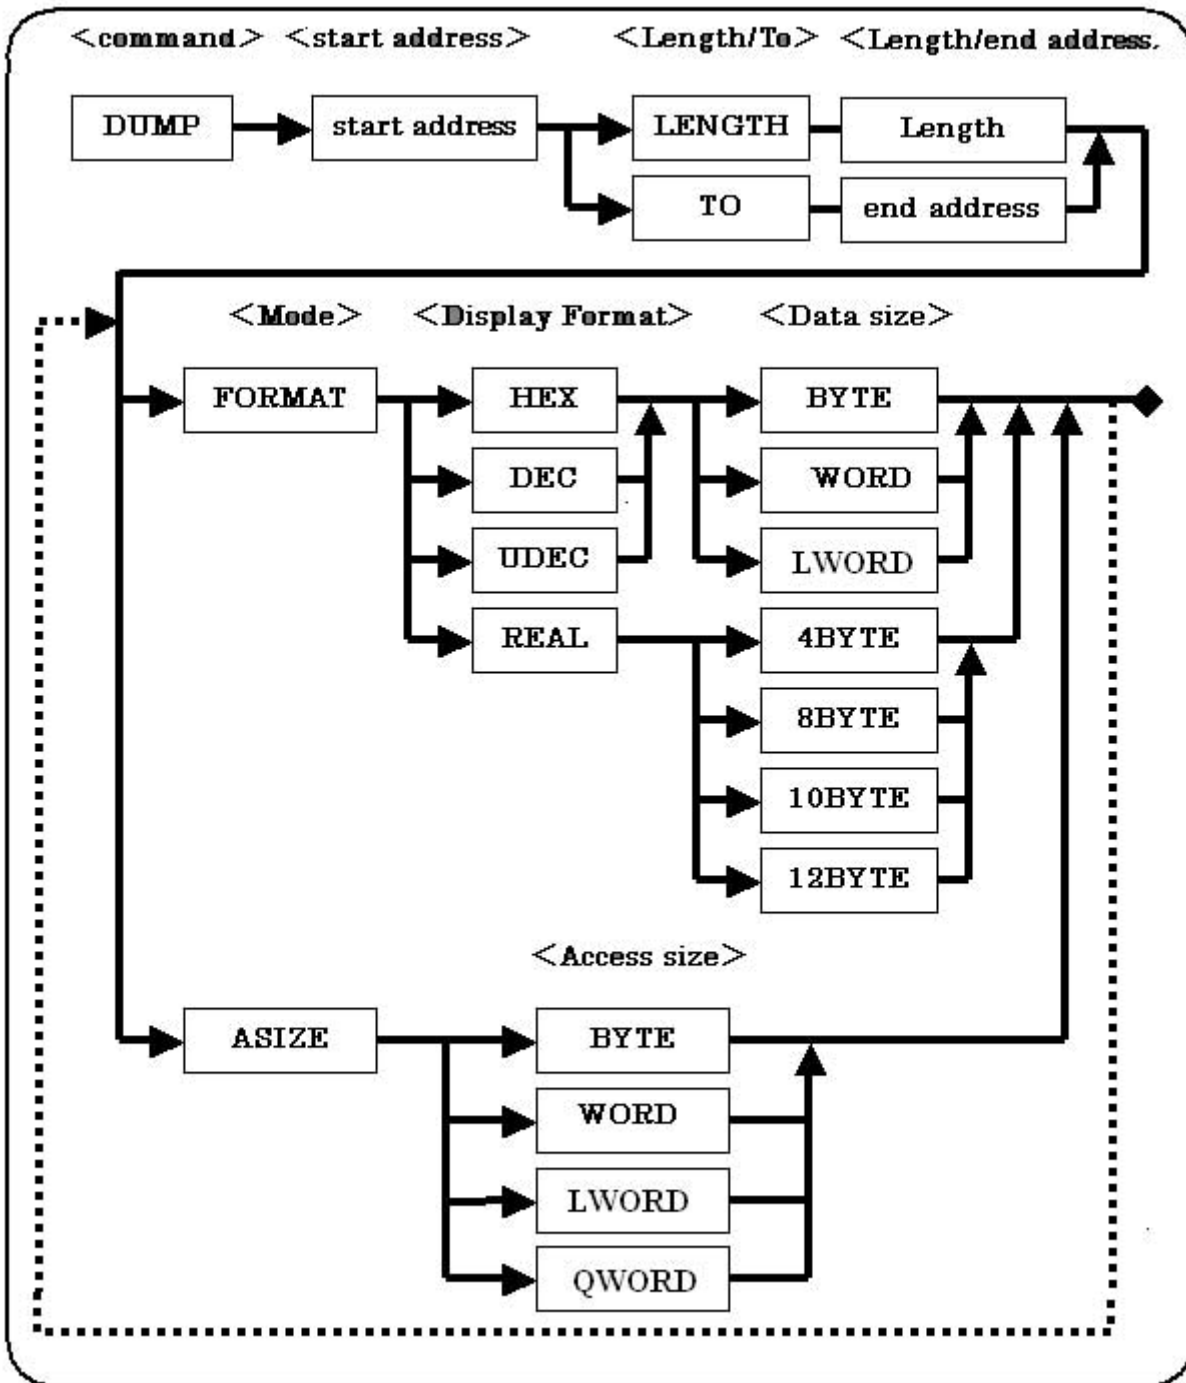 <command> <start address> <Length/To> <Length/end address.
DUMP start address LENGTH Length
TO end address
<Mode> <Display Format> <Data size>
FORMAT HEX BYTE
DEC WORD
UDEC LWORD
REAL 4BYTE
8BYTE
10BYTE
12BYTE
<Access size>
ASIZE BYTE
WORD
LWORD
QWORD